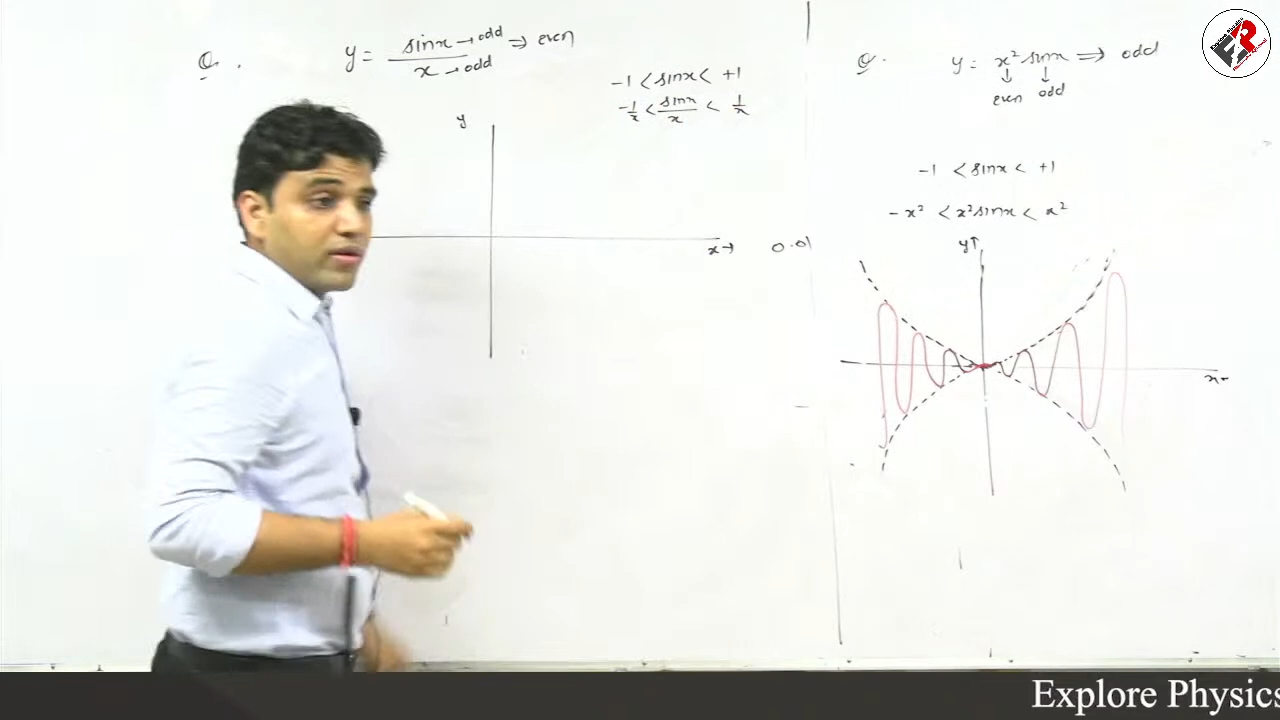 Q. y = sinx → odd ⇒ even
x → odd
-1 < sinx < +1
-1/x < sinx/x < 1/x
y
x → 0.01
Q. y = x² sinx ⇒ odd
even odd
-1 < sinx < +1
-x² < x² sinx < x²
y↑
x→
ER
Explore Physics